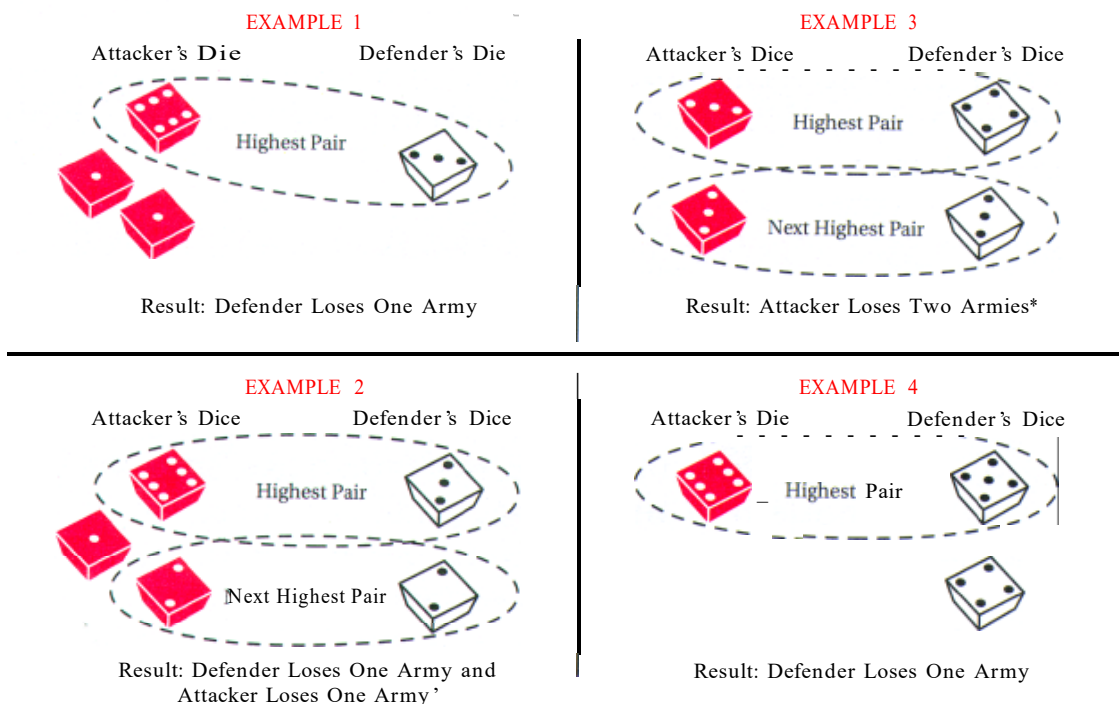 EXAMPLE 1
Attacker's Die Defender's Die
Highest Pair
Result: Defender Loses One Army
EXAMPLE 3
Attacker's Dice Defender's Dice
Highest Pair
Next Highest Pair
Result: Attacker Loses Two Armies*
EXAMPLE 2
Attacker's Dice Defender's Dice
Highest Pair
Next Highest Pair
Result: Defender Loses One Army and
Attacker Loses One Army'
EXAMPLE 4
Attacker's Die Defender's Dice
Highest Pair
Result: Defender Loses One Army